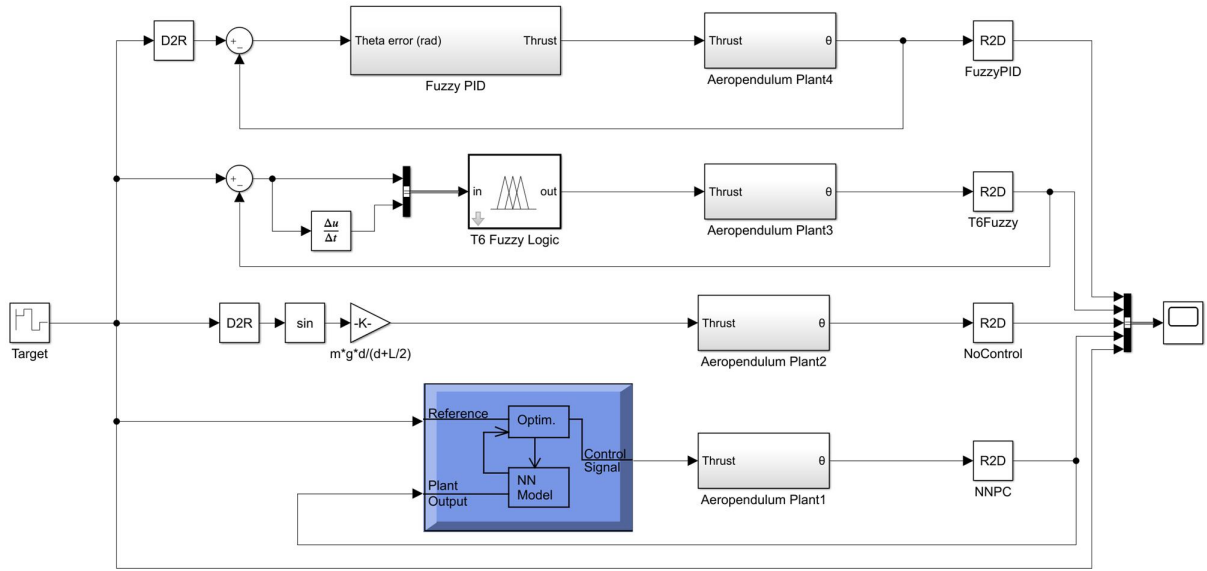 D2R
+
−
Theta error (rad)
Thrust
Fuzzy PID
Thrust
θ
Aeropendulum Plant4
R2D
FuzzyPID
+
−
Δu
Δt
in
out
T6 Fuzzy Logic
Thrust
θ
Aeropendulum Plant3
R2D
T6Fuzzy
Target
D2R
sin
-K-
m*g*d/(d+L/2)
Thrust
θ
Aeropendulum Plant2
R2D
NoControl
Reference
Optim.
Control
Signal
NN
Model
Plant
Output
Thrust
θ
Aeropendulum Plant1
R2D
NNPC